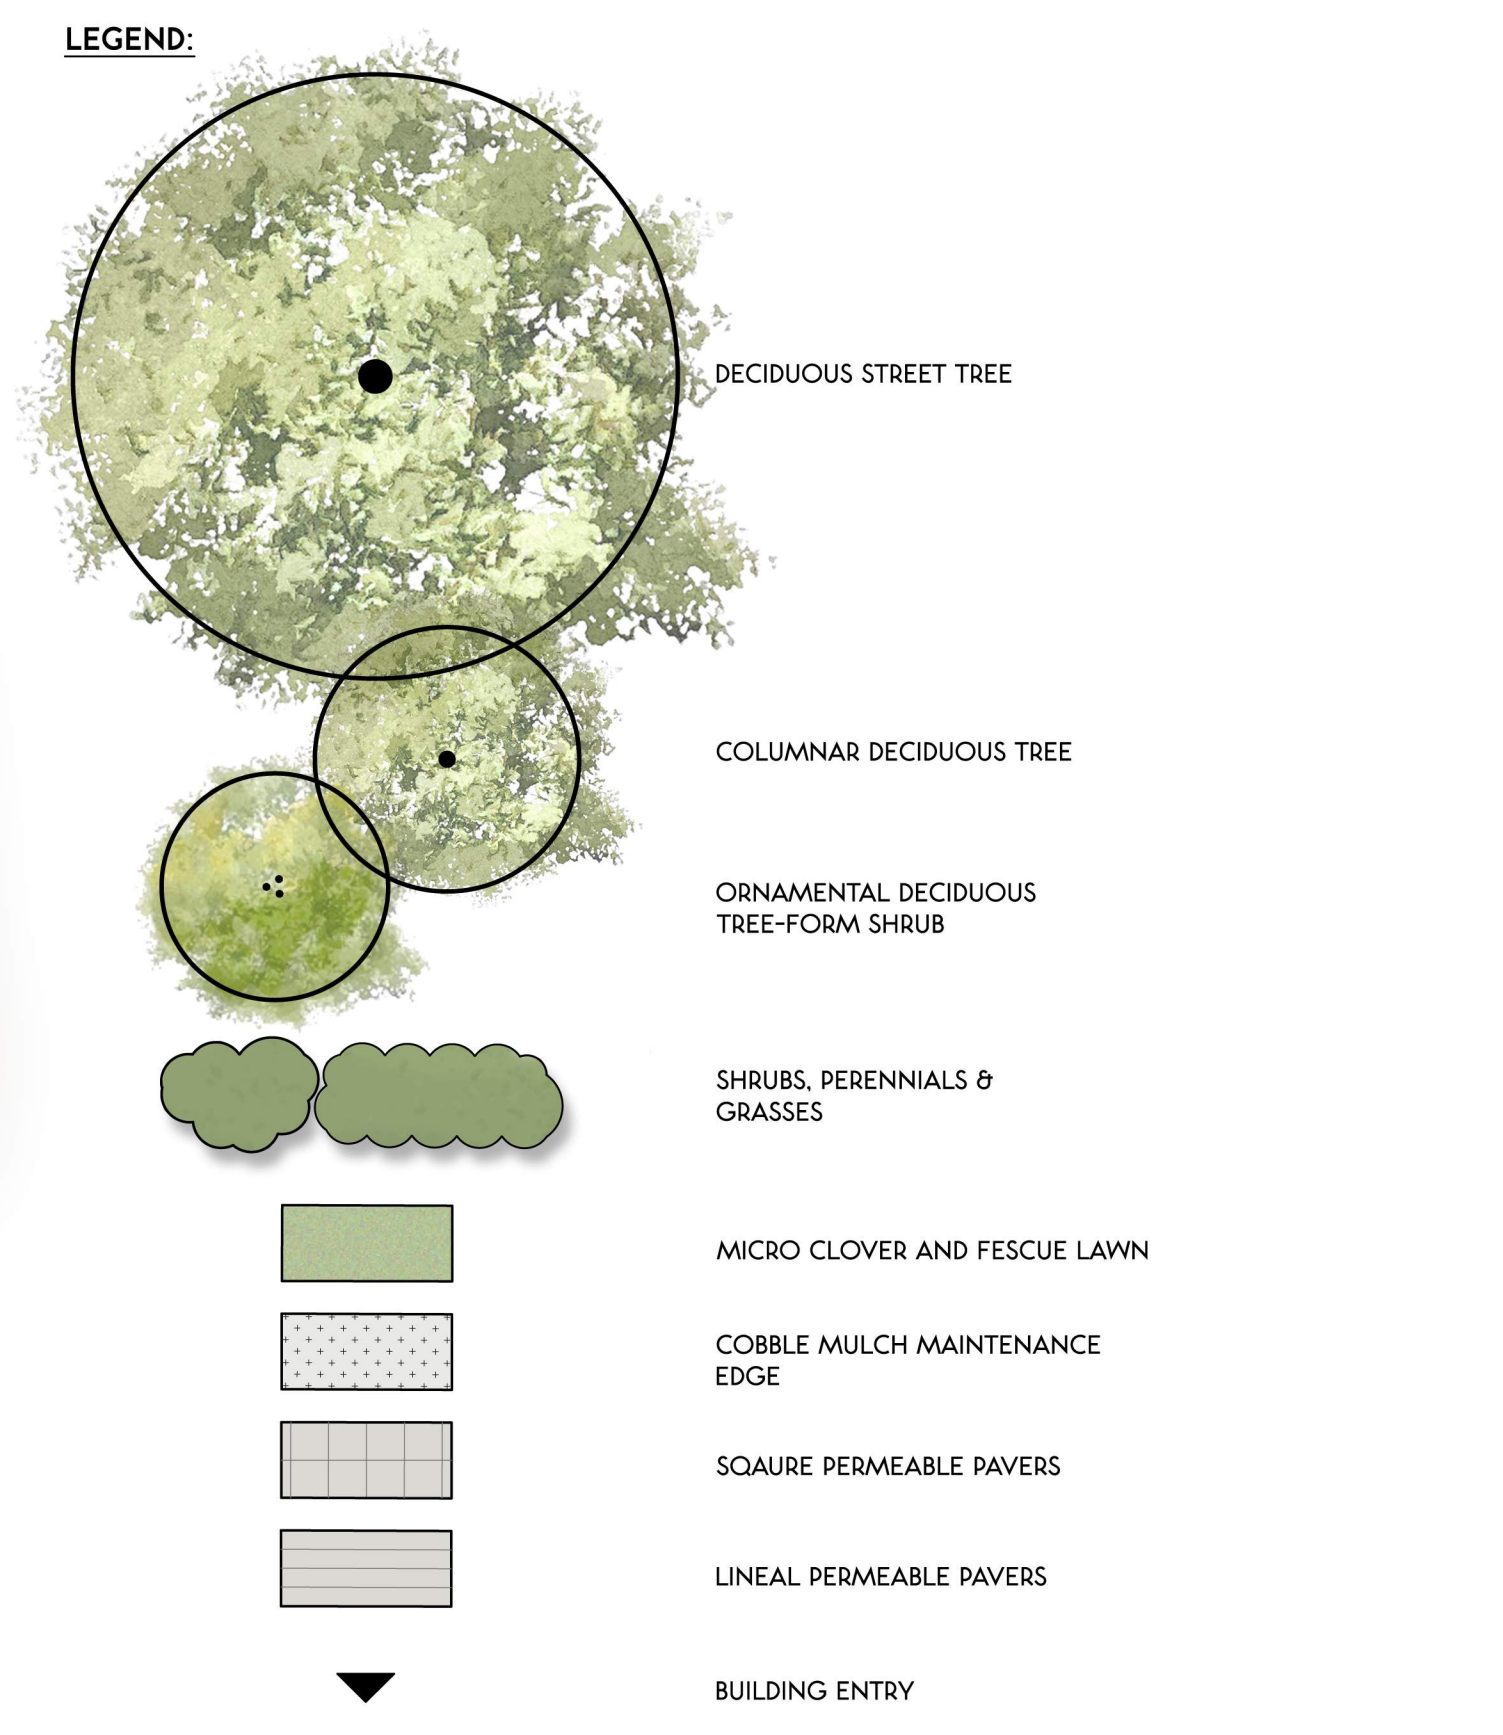 LEGEND:
DECIDUOUS STREET TREE
COLUMNAR DECIDUOUS TREE
ORNAMENTAL DECIDUOUS
TREE-FORM SHRUB
SHRUBS, PERENNIALS &
GRASSES
MICRO CLOVER AND FESCUE LAWN
COBBLE MULCH MAINTENANCE
EDGE
SQAURE PERMEABLE PAVERS
LINEAL PERMEABLE PAVERS
BUILDING ENTRY